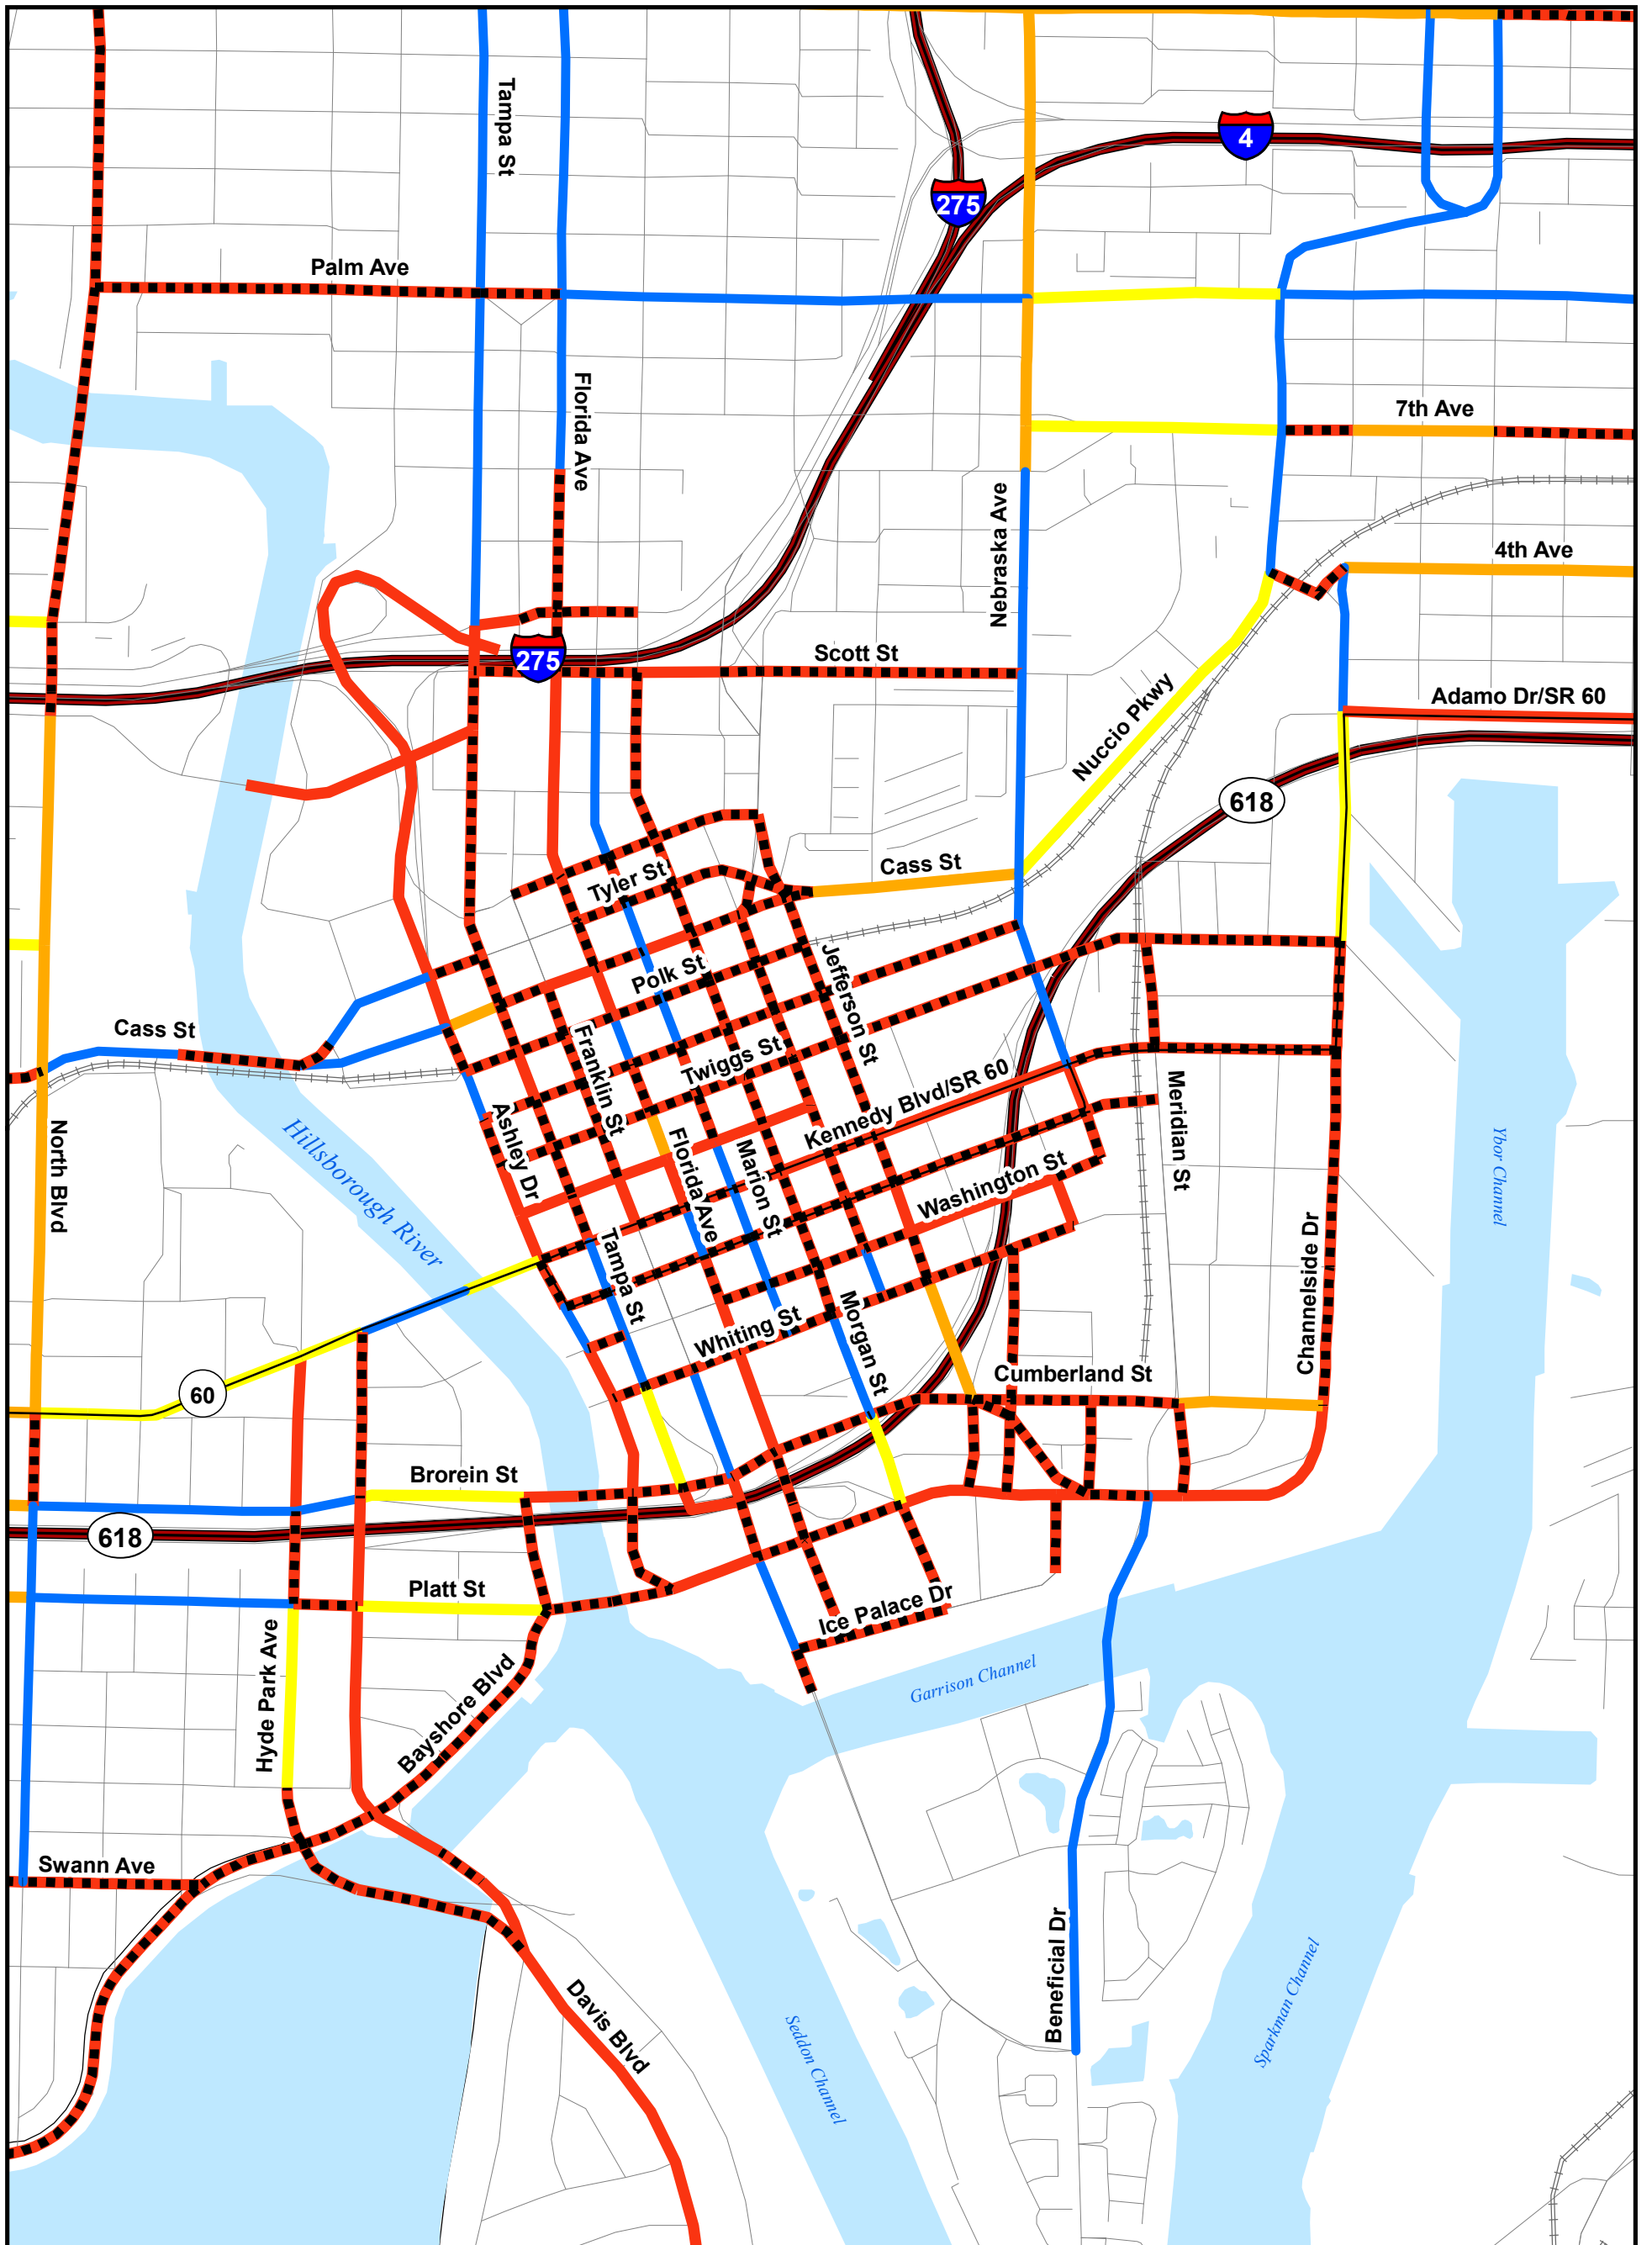 Tampa St
4
275
Palm Ave
Florida Ave
7th Ave
Nebraska Ave
4th Ave
275
Scott St
Nuccio Pkwy
Adamo Dr/SR 60
618
Tyler St
Cass St
Polk St
Jefferson St
Cass St
Franklin St
Twiggs St
Kennedy Blvd/SR 60
Meridian St
North Blvd
Hillsborough River
Ashley Dr
Florida Ave
Marion St
Washington St
Ybor Channel
Tampa St
Channelside Dr
Whiting St
Morgan St
Cumberland St
60
Brorein St
618
Platt St
Ice Palace Dr
Hyde Park Ave
Bayshore Blvd
Garrison Channel
Swann Ave
Beneficial Dr
Davis Blvd
Seddon Channel
Sparkman Channel